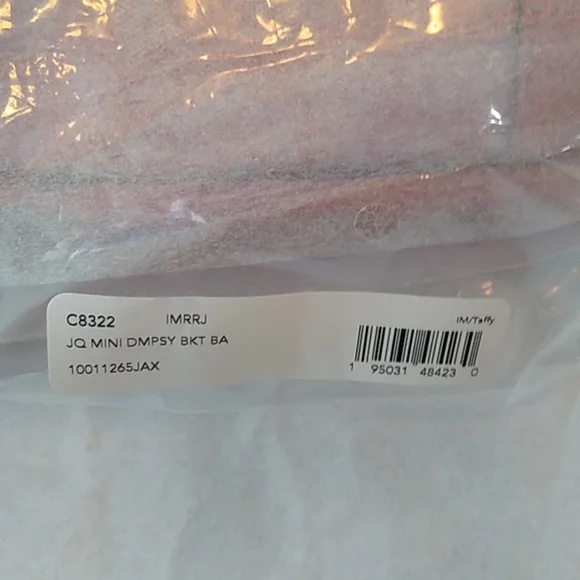 C8322 IMRRJ IM/Taffy
JQ MINI DMPSY BKT BA
10011265JAX
1 95031 48423 0